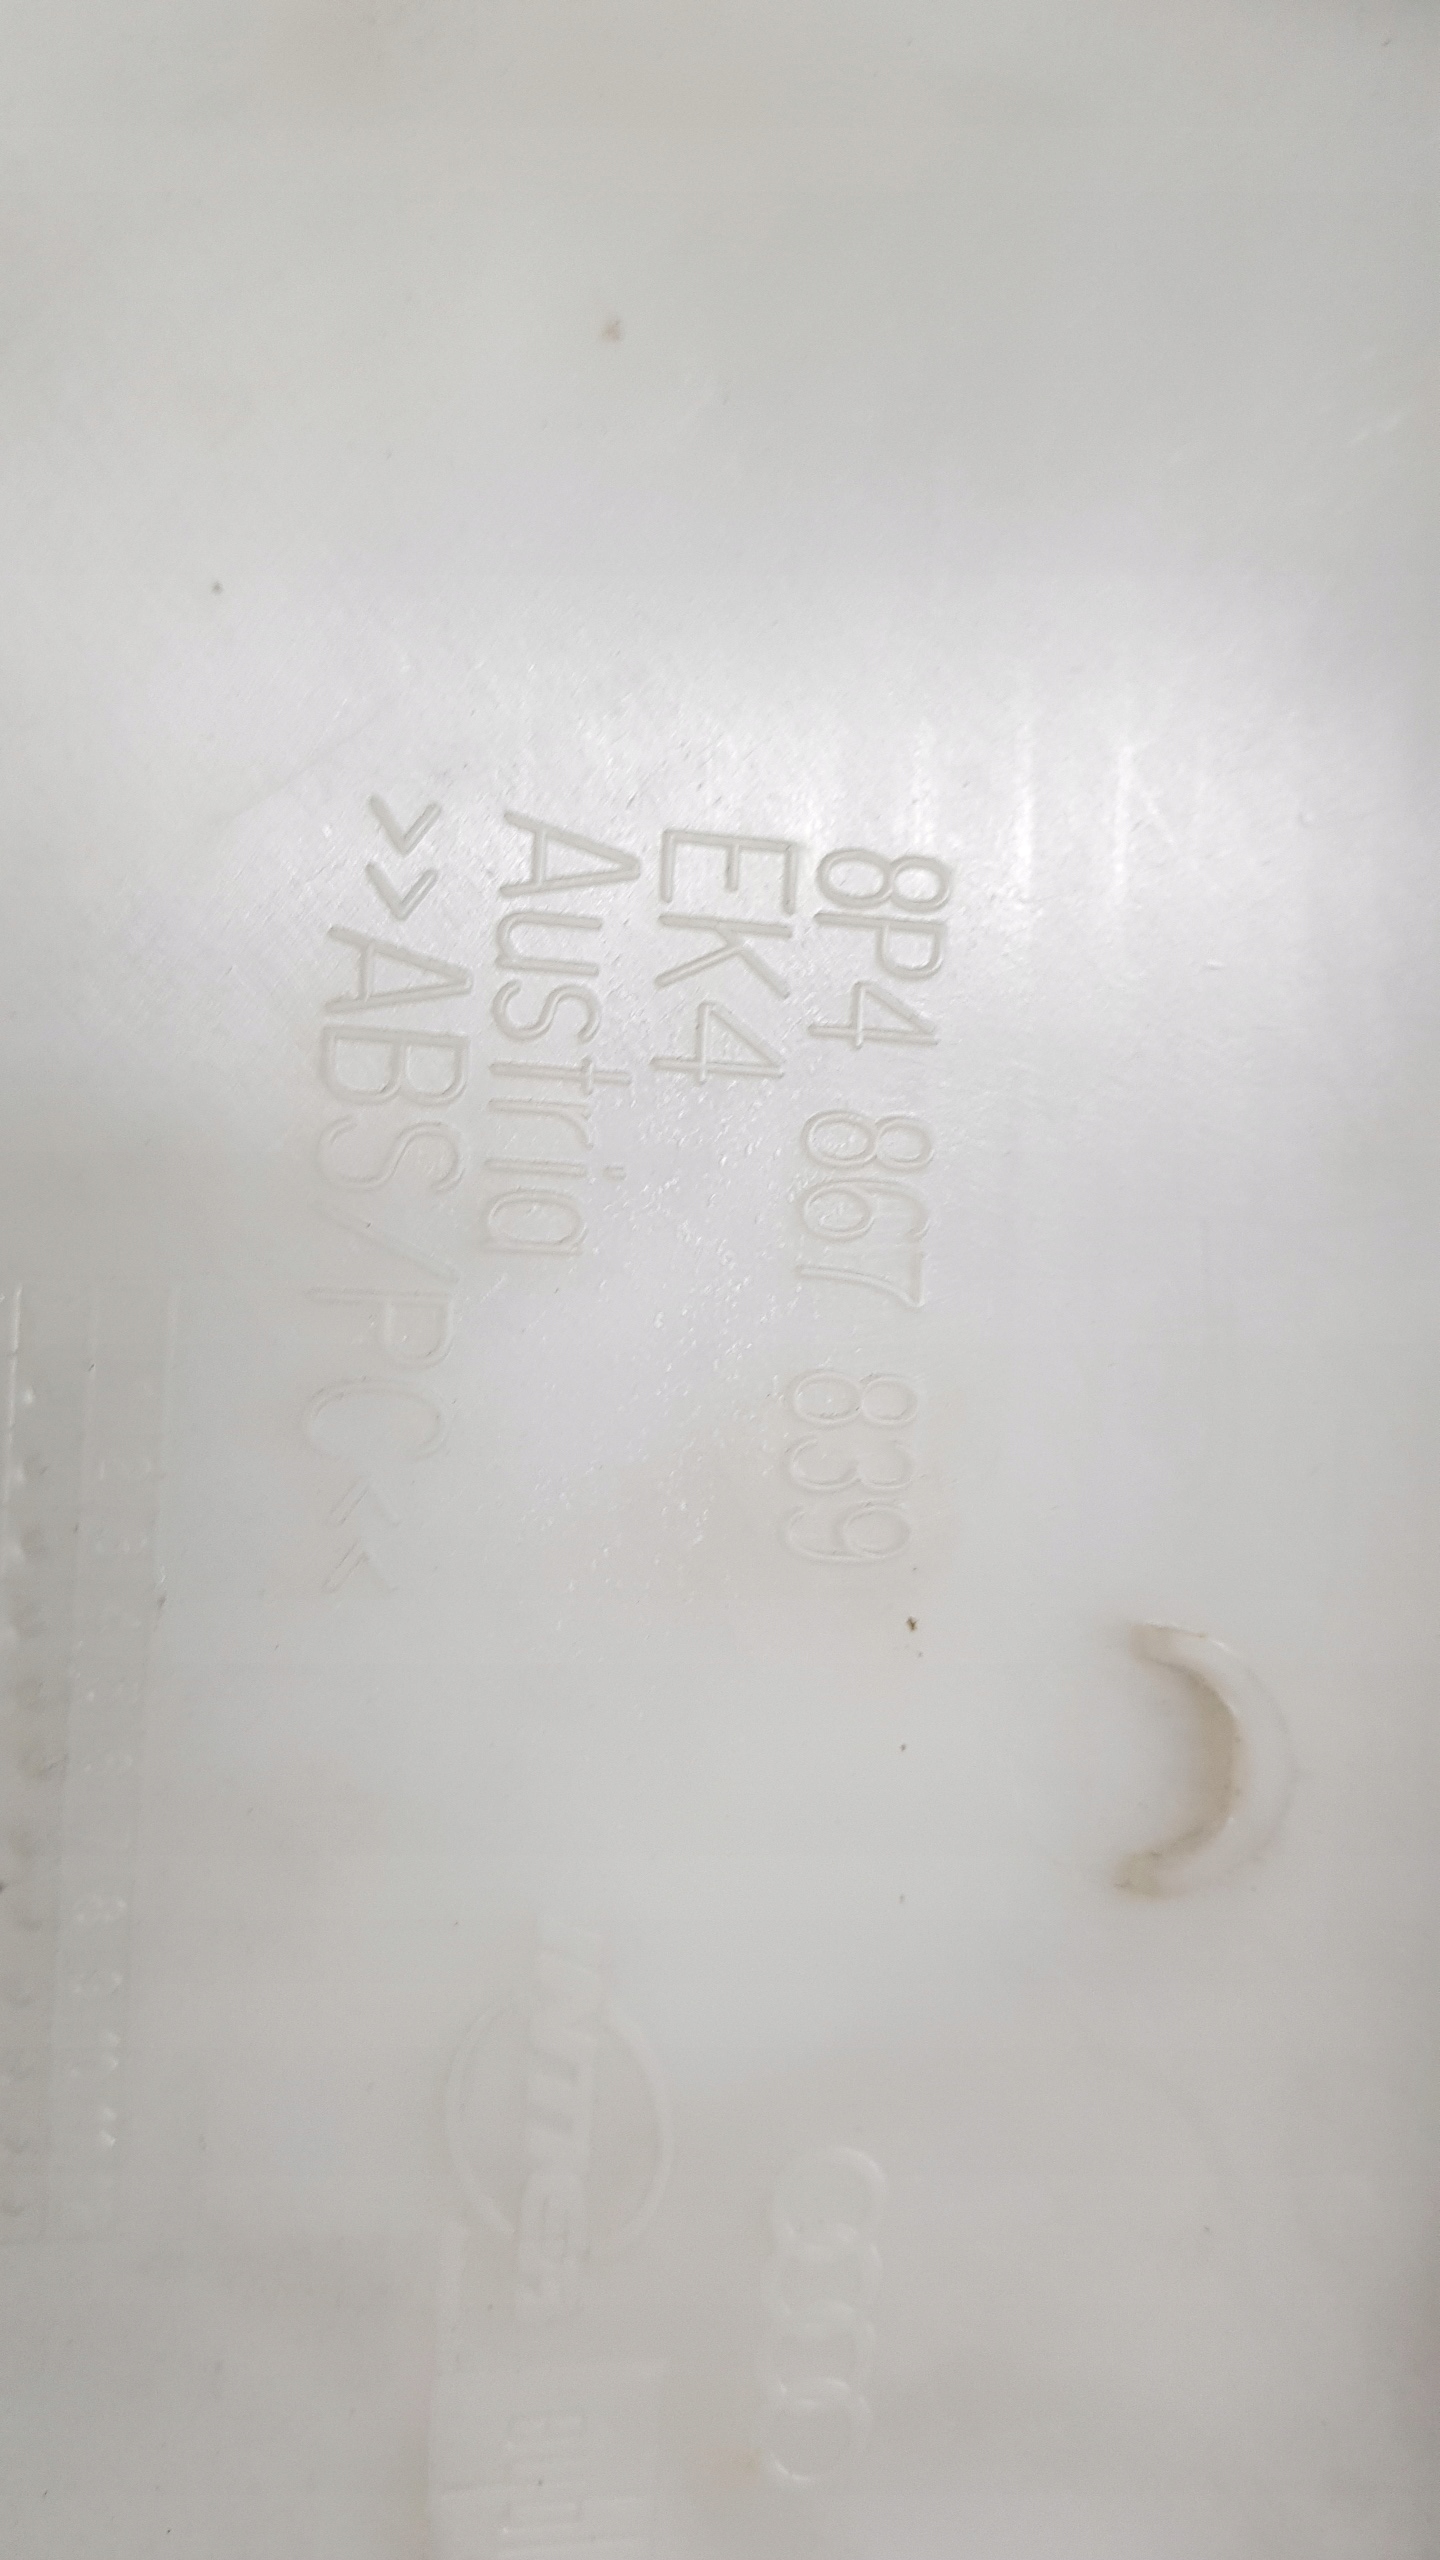 8P4 867 839
EK4
Austria
>>ABS/PC<<